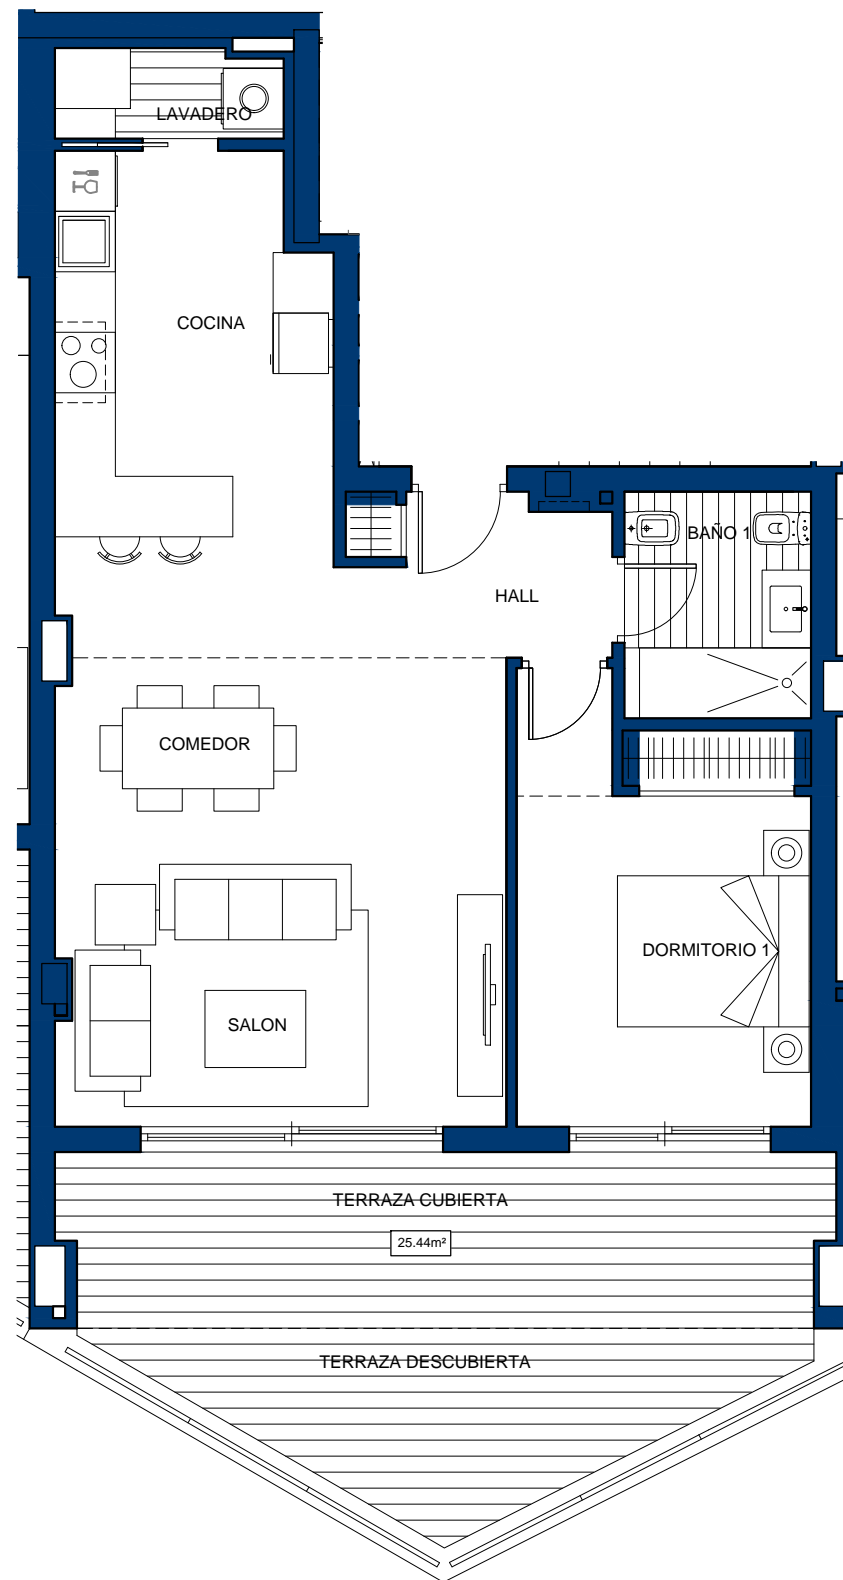 LAVADERO
COCINA
BAÑO 1
HALL
COMEDOR
DORMITORIO 1
SALON
TERRAZA CUBIERTA
25.44m²
TERRAZA DESCUBIERTA